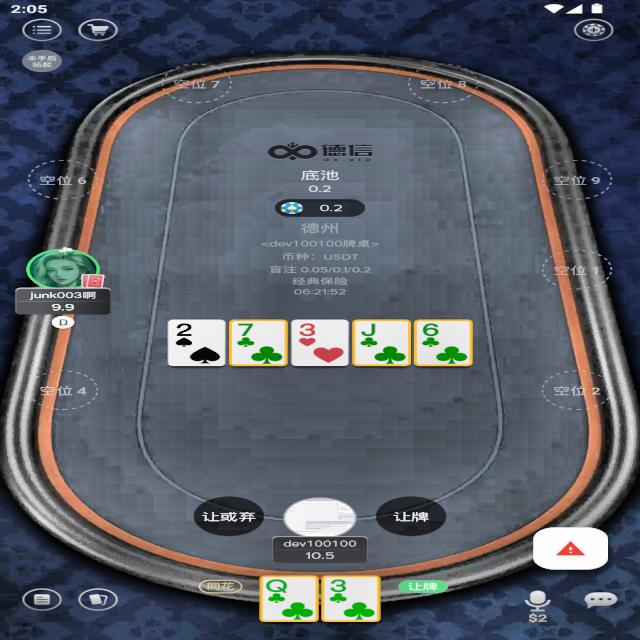 2:05
本手后
站起
空位 7
空位 8
德信
dx.vip
底池
0.2
0.2
空位 6
空位 9
德州
<dev100100牌桌>
币种：USDT
盲注 0.05/0.1/0.2
经典保险
06:21:52
空位 1
junk003啊
9.9
D
2
7
3
J
6
空位 4
空位 2
让或弃
让牌
dev100100
10.5
同花
让牌
Q
3
$2